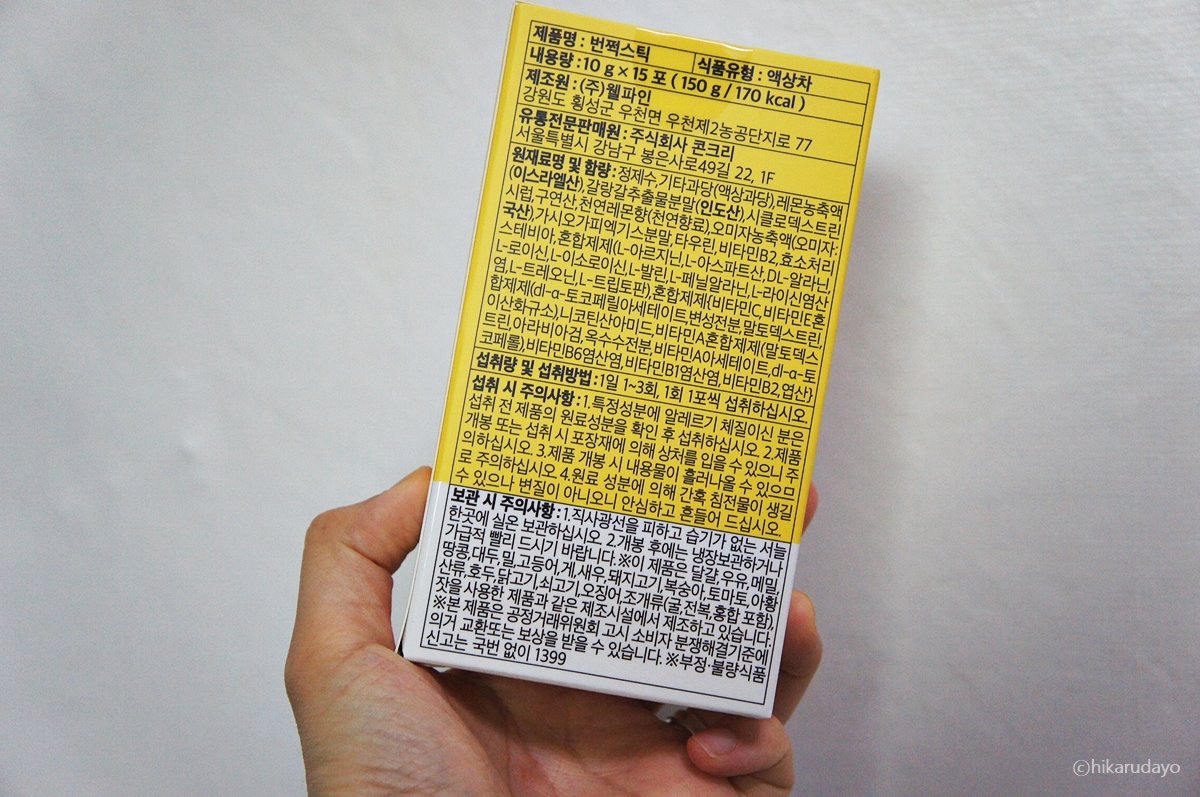 제품명 : 번쩍스틱 식품유형 : 액상차
내용량 : 10 g × 15 포 ( 150 g / 170 kcal )
제조원 : (주)웰파인
강원도 횡성군 우천면 우천제2농공단지로 77
유통전문판매원 : 주식회사 콘크리
서울특별시 강남구 봉은사로49길 22, 1F
원재료명 및 함량 : 정제수,기타과당(액상과당),레몬농축액
(이스라엘산),갈랑갈추출물분말(인도산),시클로덱스트린
시럽,구연산,천연레몬향(천연향료),오미자농축액(오미자:
국산),가시오가피엑기스분말,타우린, 비타민B2,효소처리
스테비아,혼합제제(L-아르지닌,L-아스파트산,DL-알라닌
L-로이신,L-이소로이신,L-발린,L-페닐알라닌,L-라이신염산
염,L-트레오닌,L-트립토판),혼합제제{비타민C,비타민E혼
합제제(dl-α-토코페릴아세테이트,변성전분,말토덱스트린,
이산화규소),니코틴산아미드,비타민A혼합제제(말토덱스
트린,아라비아검,옥수수전분,비타민A아세테이트,dl-α-토
코페롤),비타민B6염산염,비타민B1염산염,비타민B2,엽산}
섭취량 및 섭취방법 : 1일 1~3회, 1회 1포씩 섭취하십시오.
섭취 시 주의사항 : 1.특정성분에 알레르기 체질이신 분은
섭취 전 제품의 원료성분을 확인 후 섭취하십시오. 2.제품
개봉 또는 섭취 시 포장재에 의해 상처를 입을 수 있으니 주
의하십시오. 3.제품 개봉 시 내용물이 흘러나올 수 있으므
로 주의하십시오 4.원료 성분에 의해 간혹 침전물이 생길
수 있으나 변질이 아니오니 안심하고 흔들어 드십시오.
보관 시 주의사항 : 1.직사광선을 피하고 습기가 없는 서늘
한곳에 실온 보관하십시오. 2.개봉 후에는 냉장보관하거나
가급적 빨리 드시기 바랍니다. ※이 제품은 달걀, 우유, 메밀,
땅콩,대두,밀,고등어,게,새우,돼지고기,복숭아,토마토,아황
산류,호두,닭고기,쇠고기,오징어,조개류(굴,전복,홍합 포함),
잣을 사용한 제품과 같은 제조시설에서 제조하고 있습니다.
※본 제품은 공정거래위원회 고시 소비자 분쟁해결기준에
의거 교환또는 보상을 받을 수 있습니다. ※부정·불량식품
신고는 국번 없이 1399
©hikarudayo